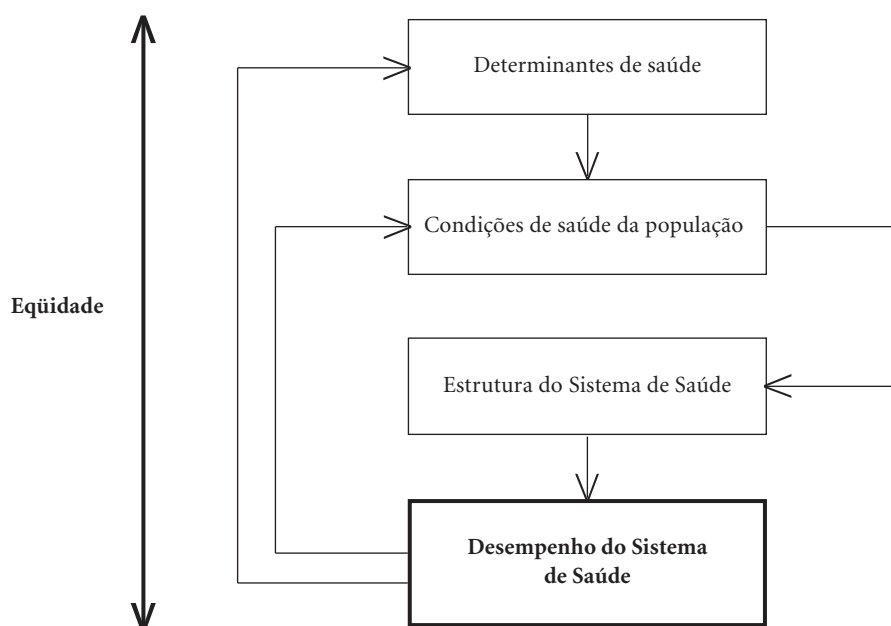 Determinantes de saúde
Condições de saúde da população
Eqüidade
Estrutura do Sistema de Saúde
Desempenho do Sistema
de Saúde